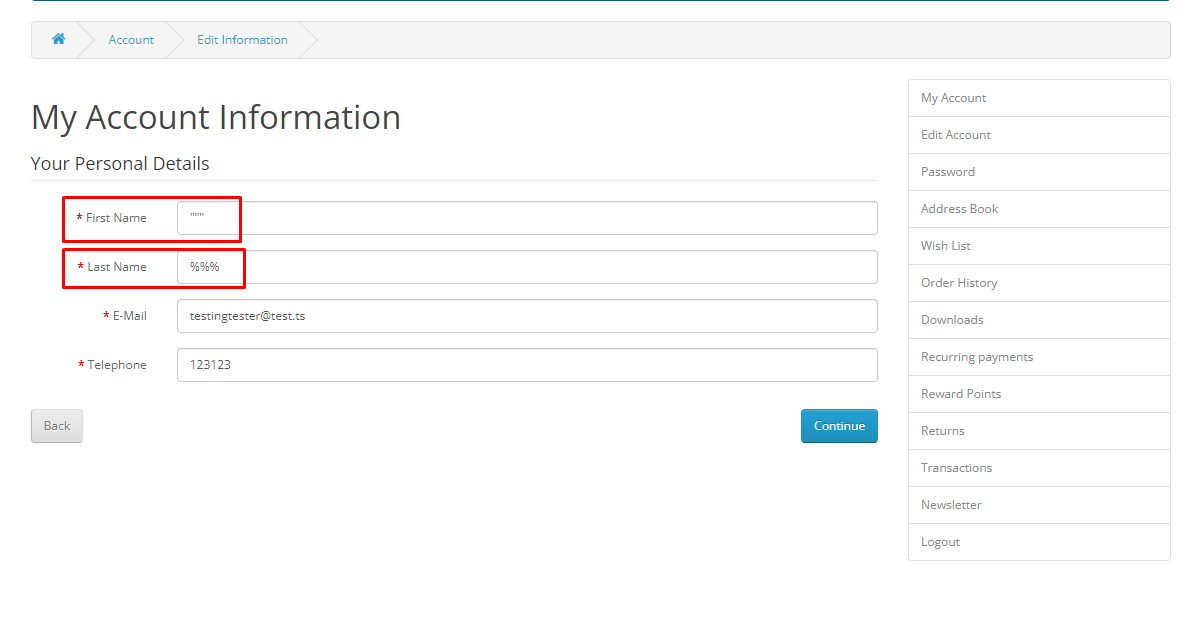 Account
Edit Information
My Account Information
Your Personal Details
* First Name
"""
* Last Name
%%%
* E-Mail
testingtester@test.ts
* Telephone
123123
Back
Continue
My Account
Edit Account
Password
Address Book
Wish List
Order History
Downloads
Recurring payments
Reward Points
Returns
Transactions
Newsletter
Logout